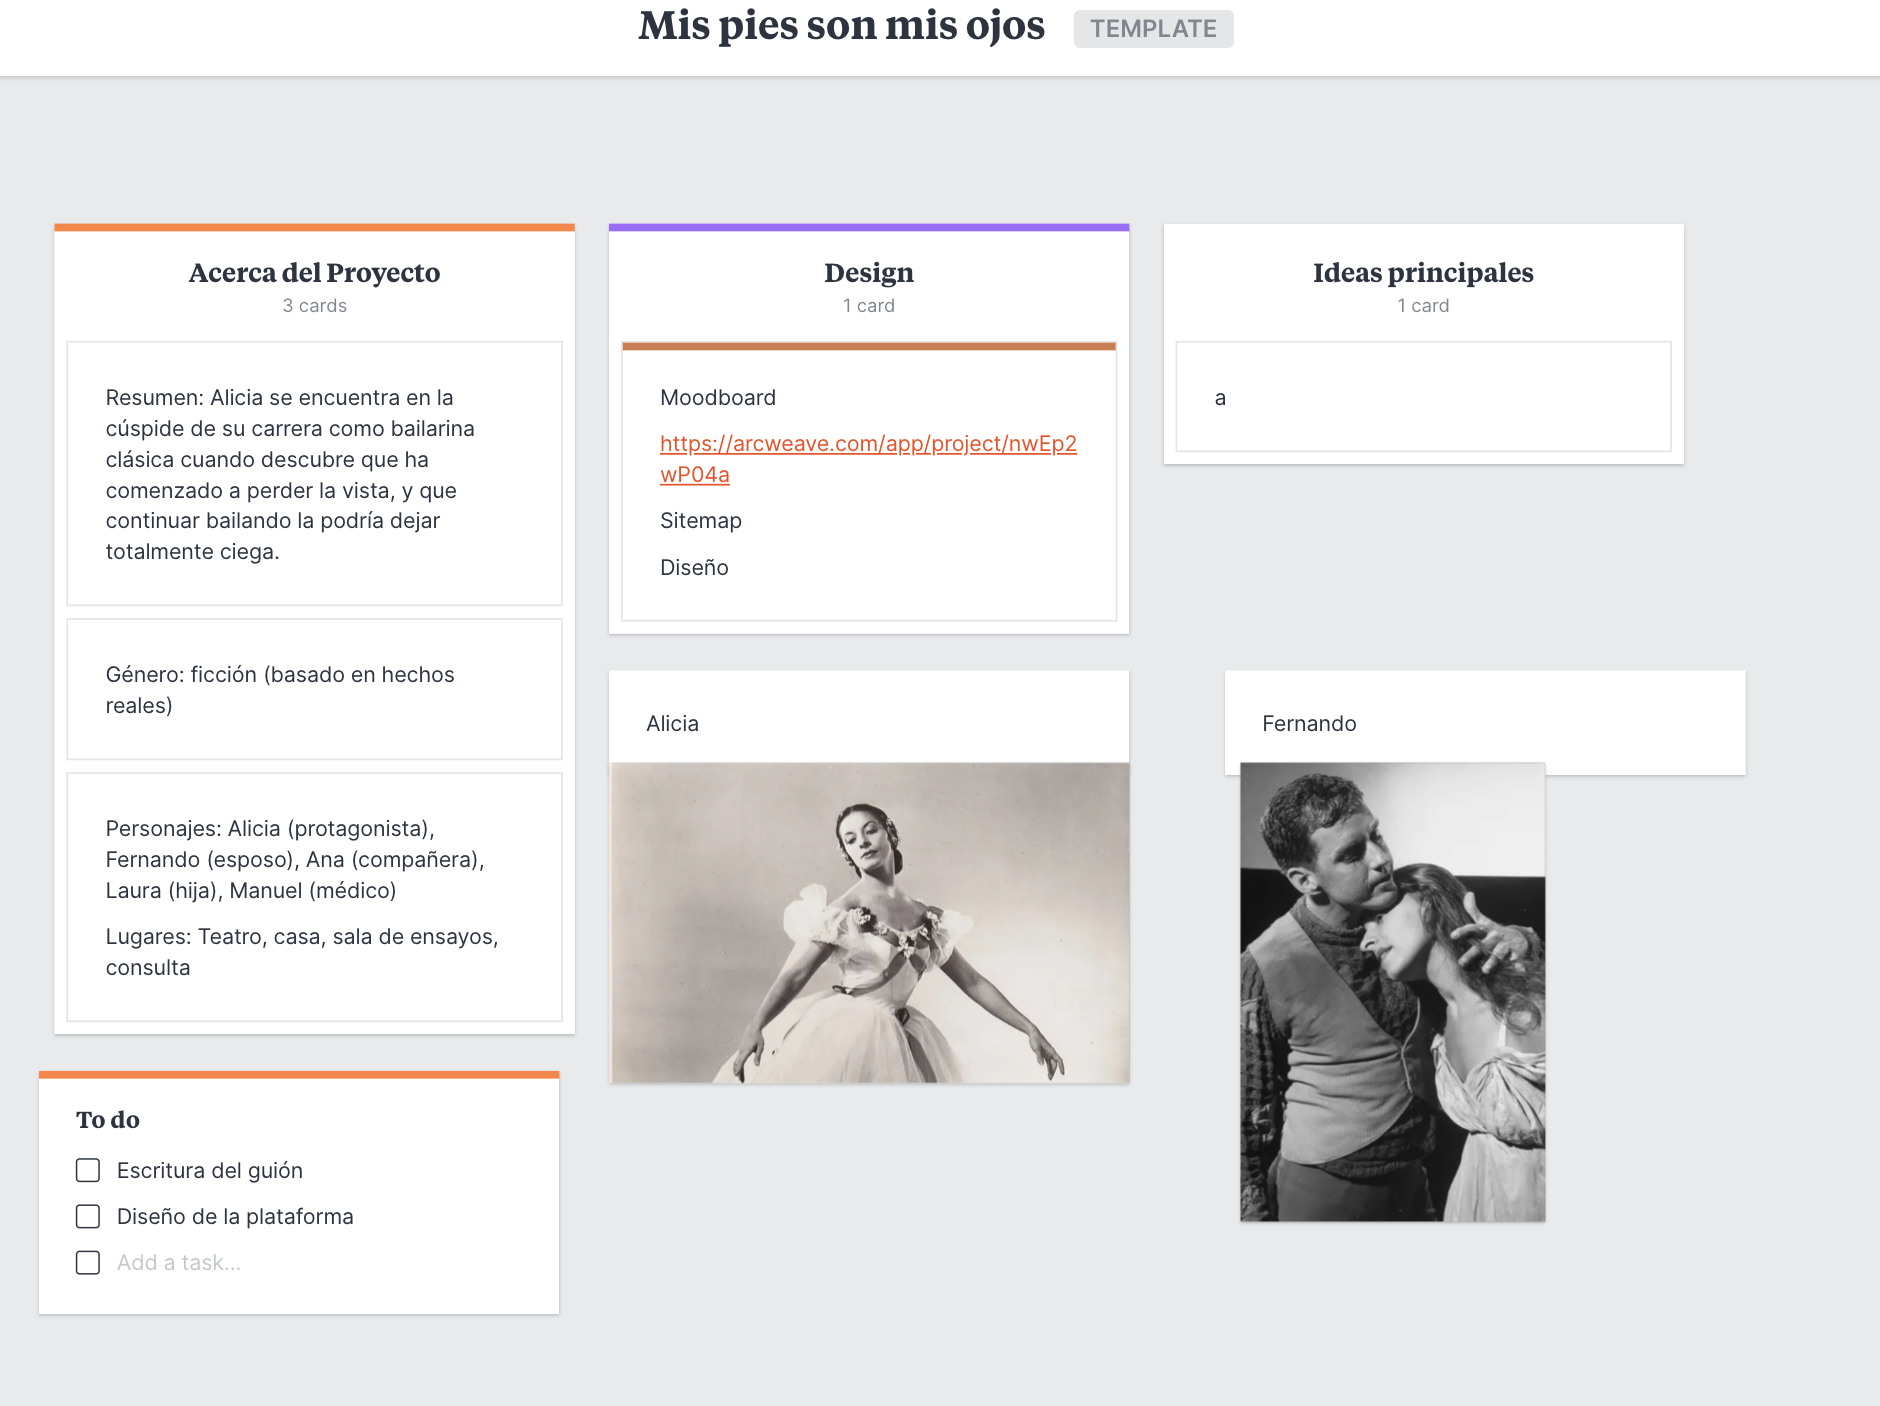 Mis pies son mis ojos
TEMPLATE
Acerca del Proyecto
3 cards
Resumen: Alicia se encuentra en la
cúspide de su carrera como bailarina
clásica cuando descubre que ha
comenzado a perder la vista, y que
continuar bailando la podría dejar
totalmente ciega.
Género: ficción (basado en hechos
reales)
Personajes: Alicia (protagonista),
Fernando (esposo), Ana (compañera),
Laura (hija), Manuel (médico)
Lugares: Teatro, casa, sala de ensayos,
consulta
To do
Escritura del guión
Diseño de la plataforma
Add a task...
Design
1 card
Moodboard
https://arcweave.com/app/project/nwEp2
wP04a
Sitemap
Diseño
Alicia
Ideas principales
1 card
a
Fernando